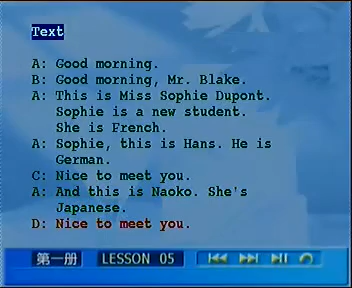 Text
A: Good morning.
B: Good morning, Mr. Blake.
A: This is Miss Sophie Dupont.
Sophie is a new student.
She is French.
A: Sophie, this is Hans. He is
German.
C: Nice to meet you.
A: And this is Naoko. She's
Japanese.
D: Nice to meet you.
第一册 LESSON 05